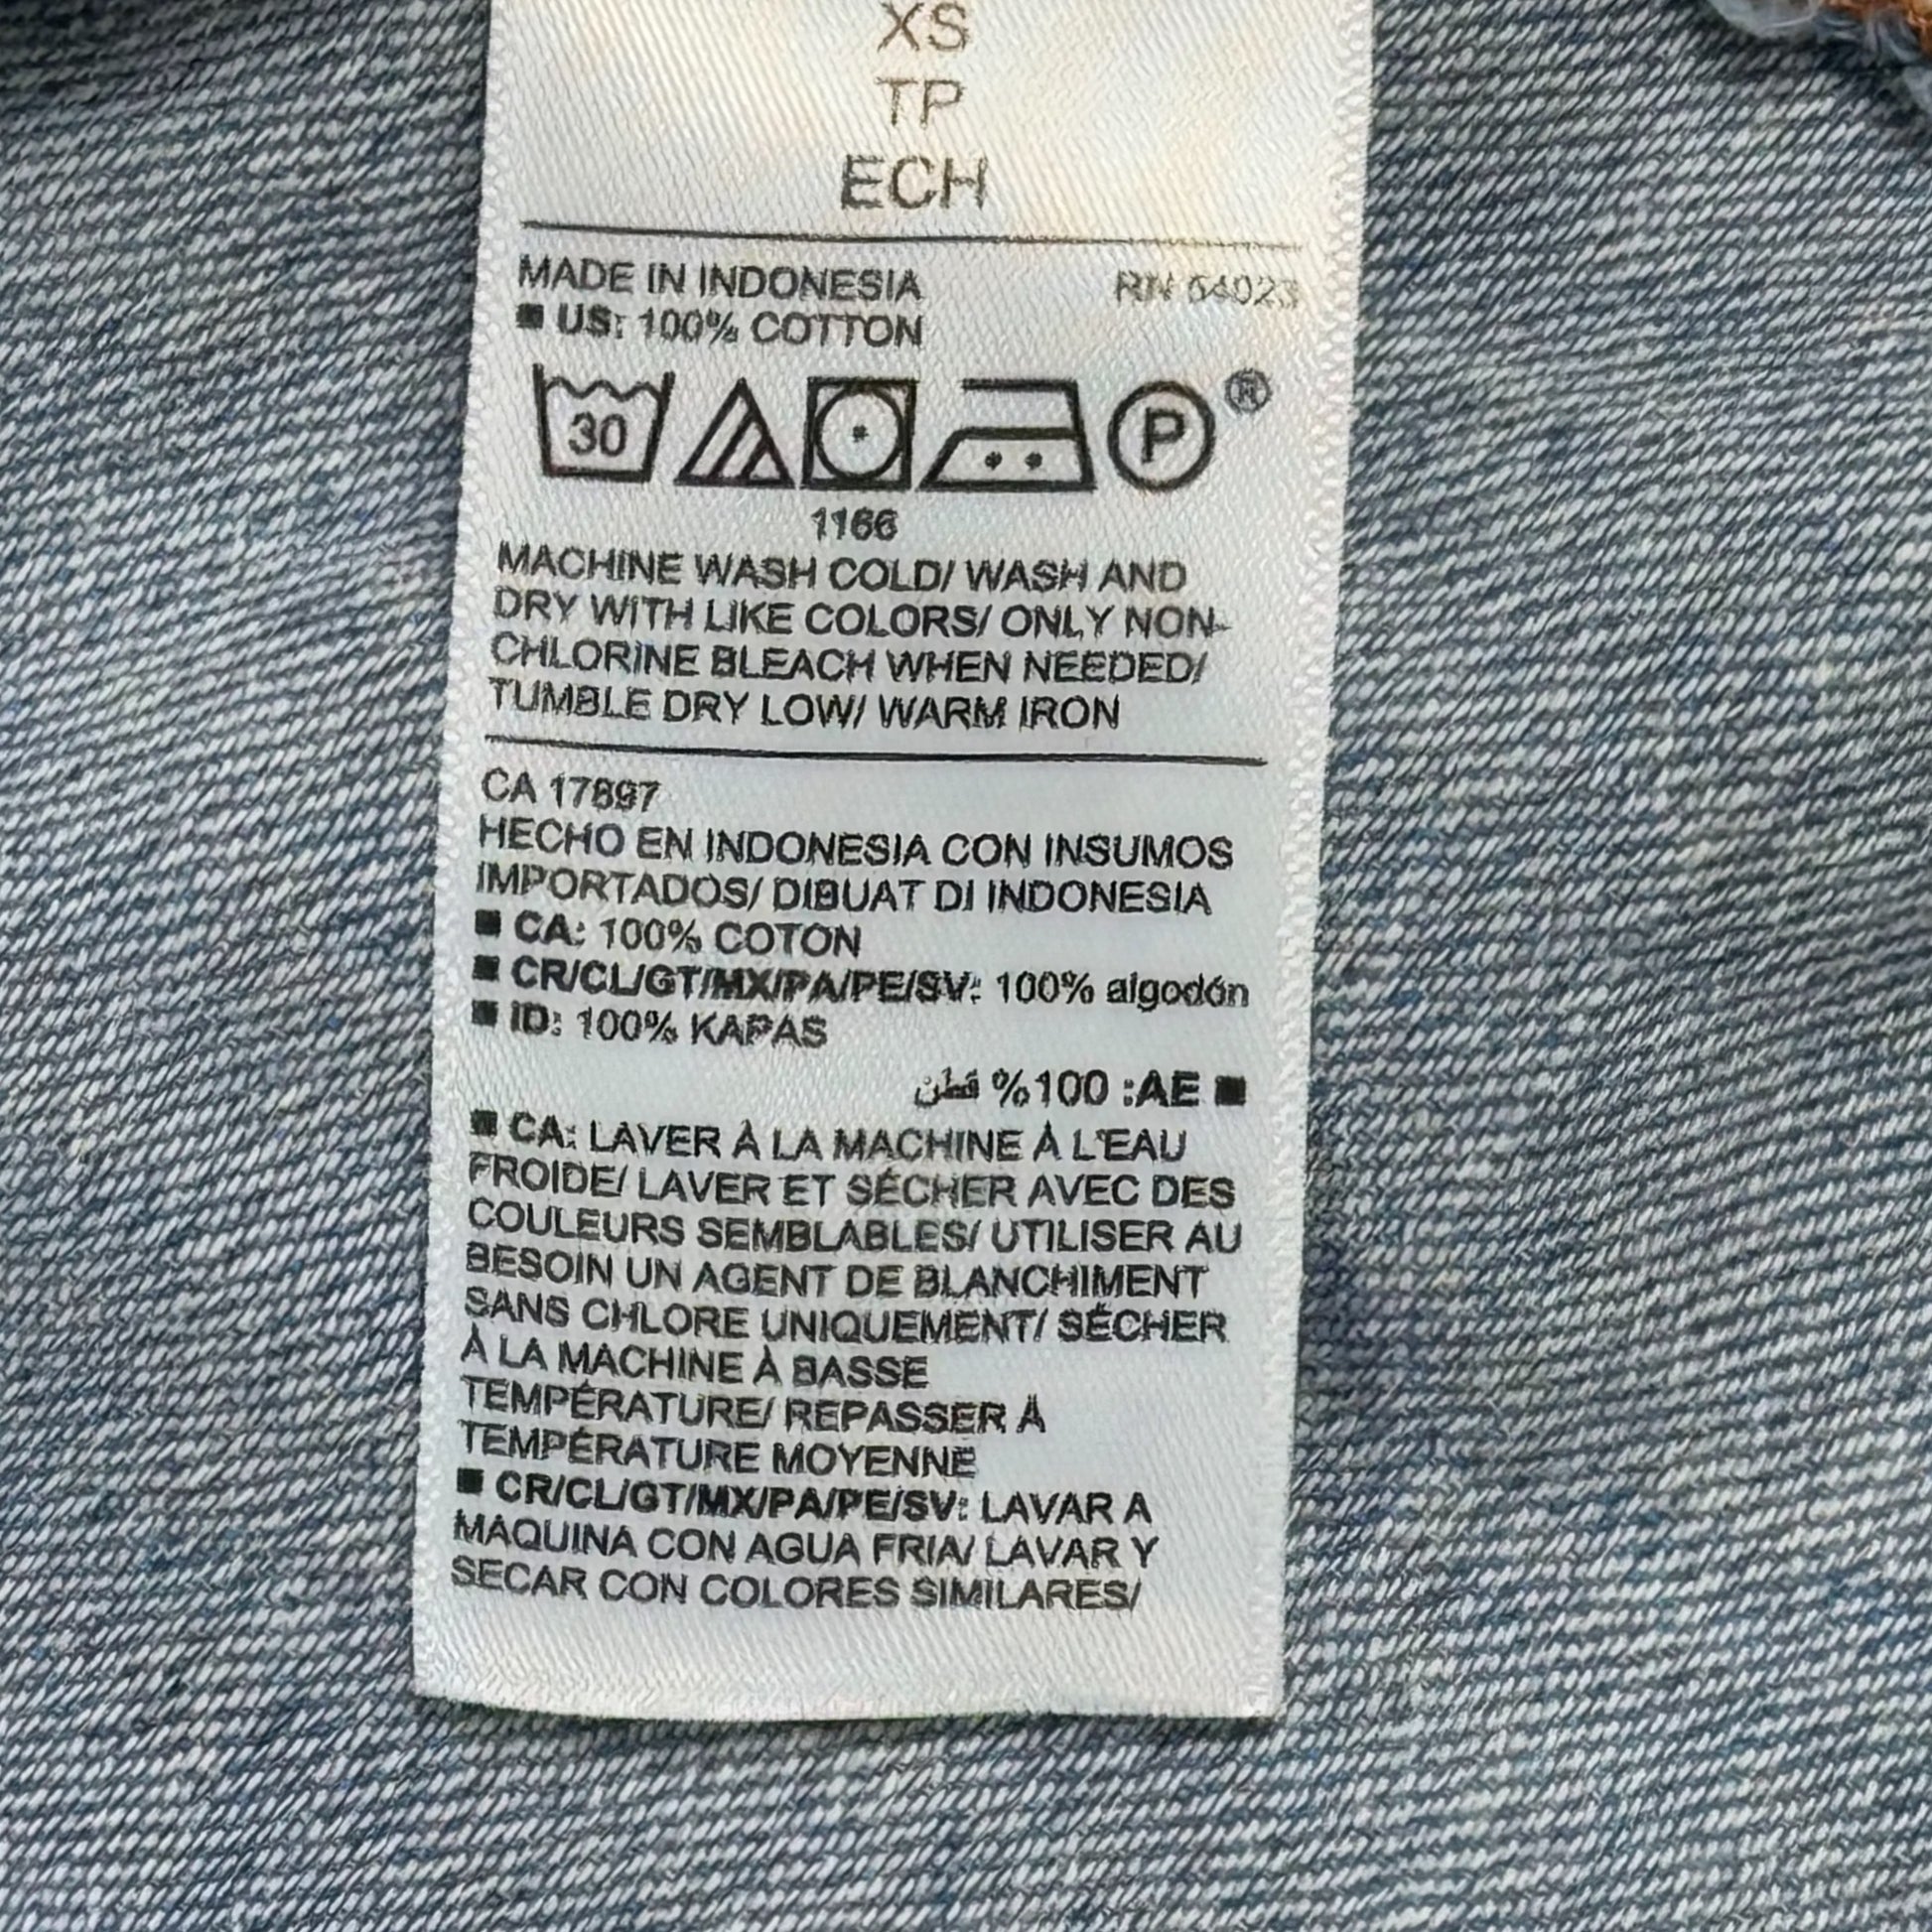 XS
TP
ECH
MADE IN INDONESIA RN 54023
■ US: 100% COTTON
30 P ®
1166
MACHINE WASH COLD/ WASH AND
DRY WITH LIKE COLORS/ ONLY NON-
CHLORINE BLEACH WHEN NEEDED/
TUMBLE DRY LOW/ WARM IRON
CA 17897
HECHO EN INDONESIA CON INSUMOS
IMPORTADOS/ DIBUAT DI INDONESIA
■ CA: 100% COTON
■ CR/CL/GT/MX/PA/PE/SV: 100% algodón
■ ID: 100% KAPAS
■ AE: 100% قطن
■ CA: LAVER À LA MACHINE À L'EAU
FROIDE/ LAVER ET SÉCHER AVEC DES
COULEURS SEMBLABLES/ UTILISER AU
BESOIN UN AGENT DE BLANCHIMENT
SANS CHLORE UNIQUEMENT/ SÉCHER
À LA MACHINE À BASSE
TEMPÉRATURE/ REPASSER À
TEMPÉRATURE MOYENNE
■ CR/CL/GT/MX/PA/PE/SV: LAVAR A
MAQUINA CON AGUA FRIA/ LAVAR Y
SECAR CON COLORES SIMILARES/